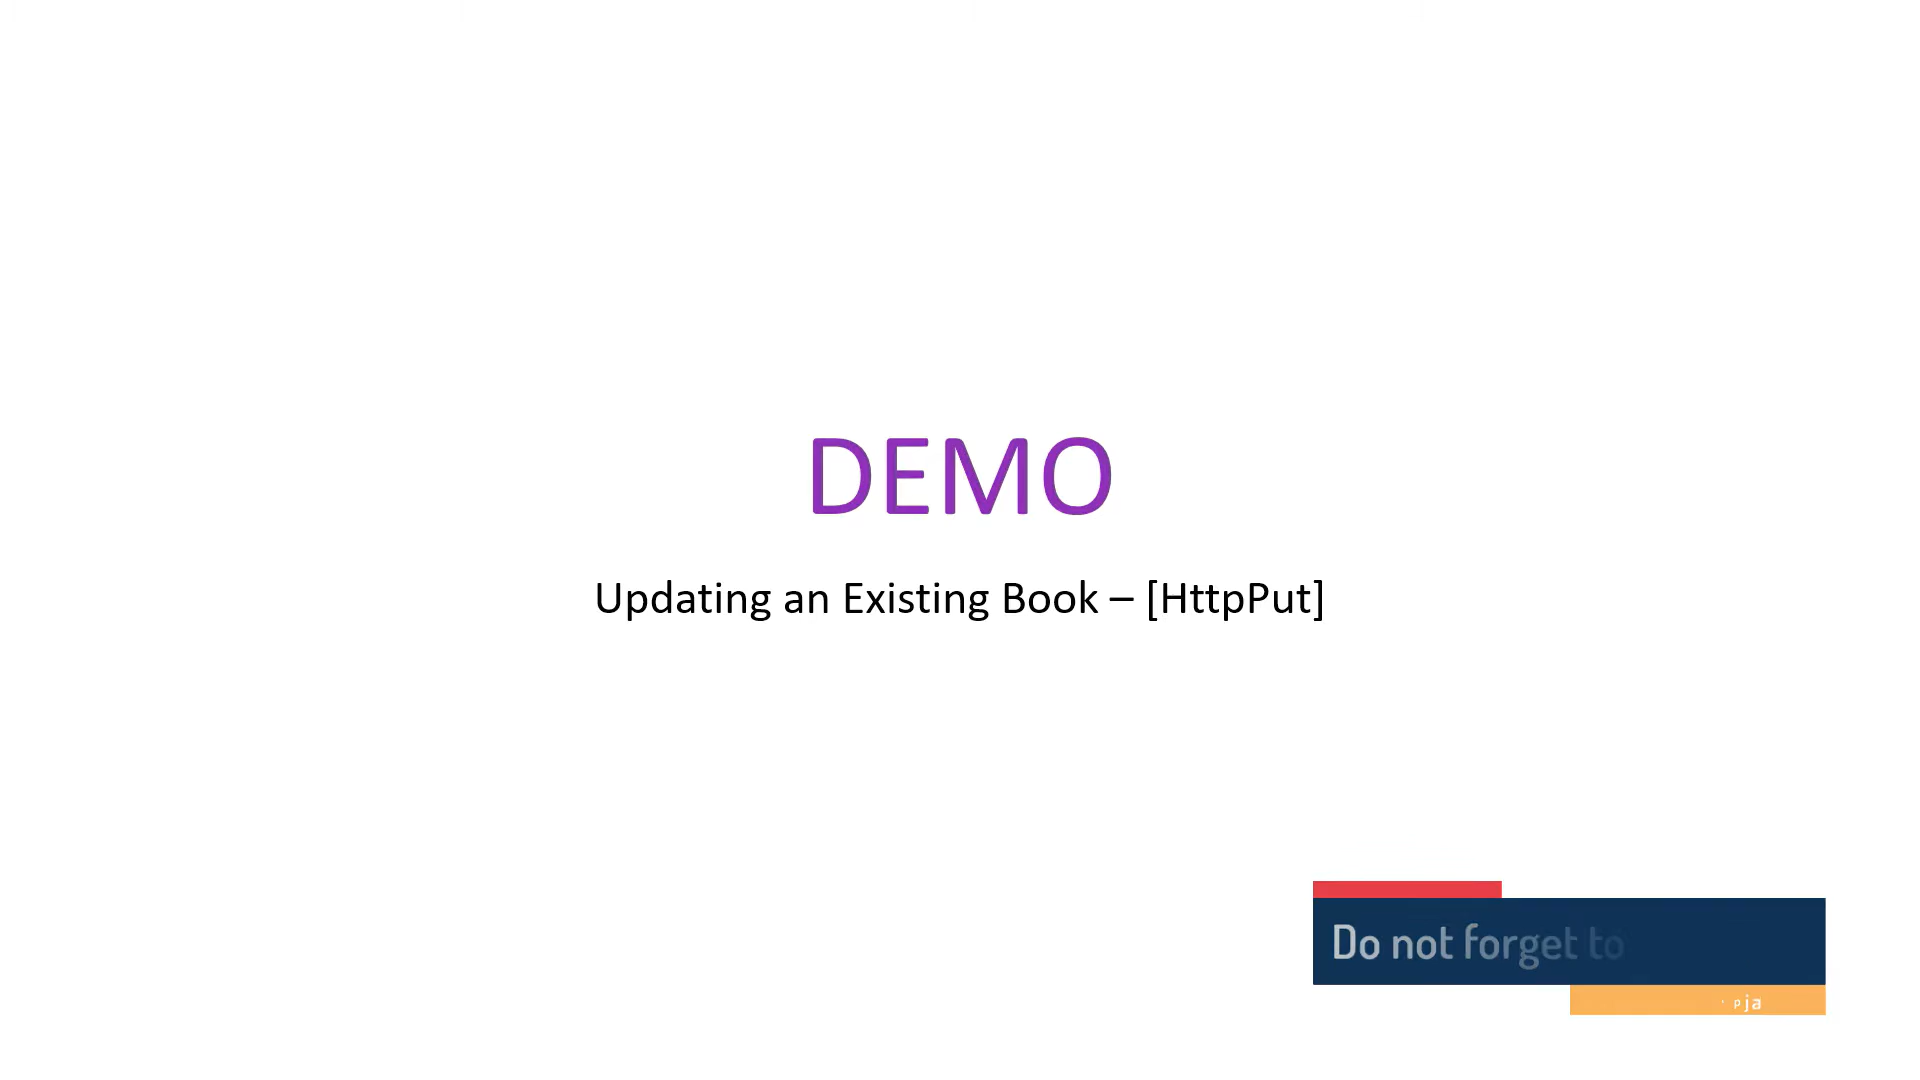 DEMO
Updating an Existing Book – [HttpPut]
Do not forget to